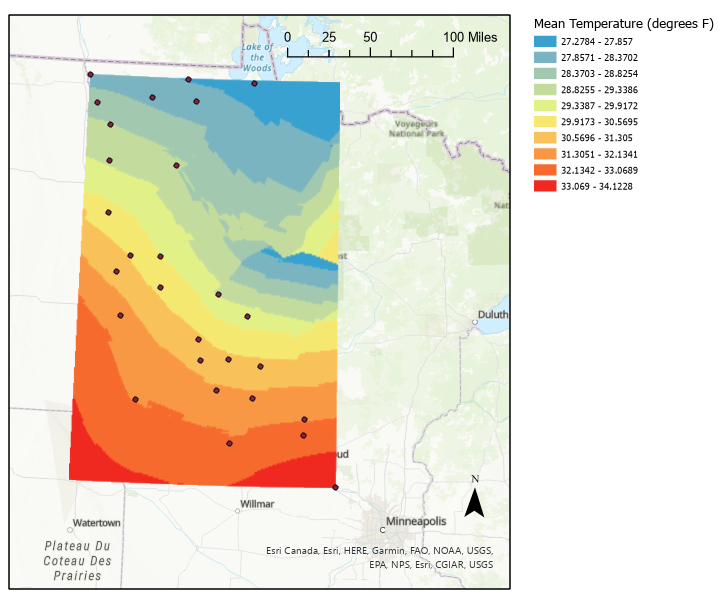 Mean Temperature (degrees F)
27.2784 - 27.857
27.8571 - 28.3702
28.3703 - 28.8254
28.8255 - 29.3386
29.3387 - 29.9172
29.9173 - 30.5695
30.5696 - 31.305
31.3051 - 32.1341
32.1342 - 33.0689
33.069 - 34.1228
0 25 50 100 Miles
Lake of
the
Woods
Voyageurs
National Park
Nat
st
Duluth
ud
N
Willmar
Watertown
Minneapolis
Plateau Du
Coteau Des
Prairies
Esri Canada, Esri, HERE, Garmin, FAO, NOAA, USGS,
EPA, NPS, Esri, CGIAR, USGS